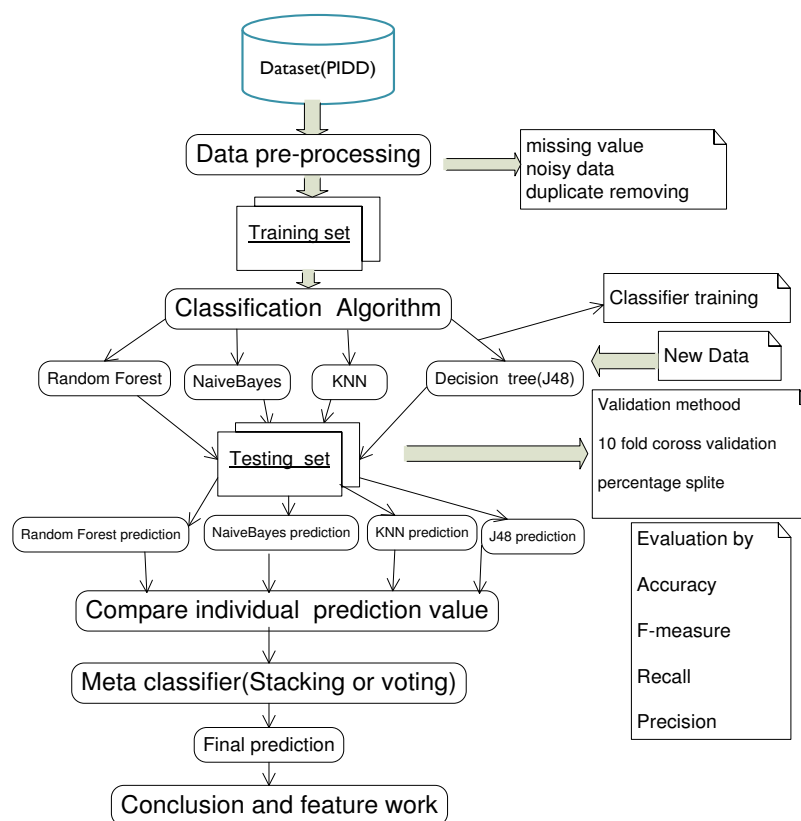 Dataset(PIDD)
Data pre-processing
missing value
noisy data
duplicate removing
Training set
Classification Algorithm
Classifier training
Random Forest
NaiveBayes
KNN
Decision tree(J48)
New Data
Testing set
Validation methood
10 fold coross validation
percentage splite
Random Forest prediction
NaiveBayes prediction
KNN prediction
J48 prediction
Evaluation by
Accuracy
F-measure
Recall
Precision
Compare individual prediction value
Meta classifier(Stacking or voting)
Final prediction
Conclusion and feature work